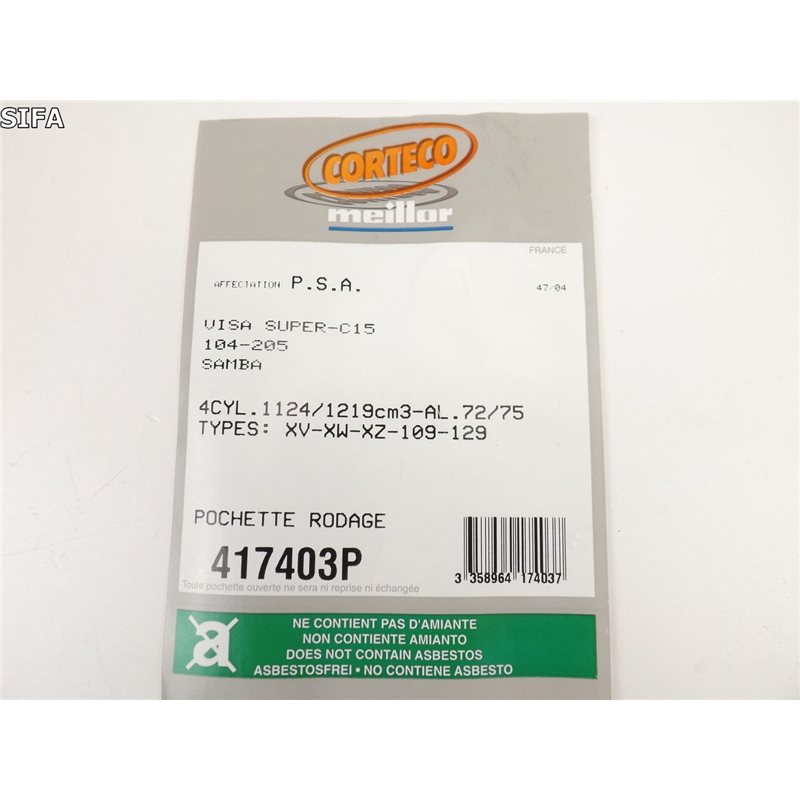 SIFA
CORTECO
meillor
FRANCE
AFFECTATION: P.S.A.
47/04
VISA SUPER-C15
104-205
SAMBA
4CYL.1124/1219cm3-AL.72/75
TYPES: XV-XW-XZ-109-129
POCHETTE RODAGE
417403P
3 358964 174037
Toute pochette ouverte ne sera ni reprise ni échangée
a
NE CONTIENT PAS D'AMIANTE
NON CONTIENTE AMIANTO
DOES NOT CONTAIN ASBESTOS
ASBESTOSFREI • NO CONTIENE ASBESTO